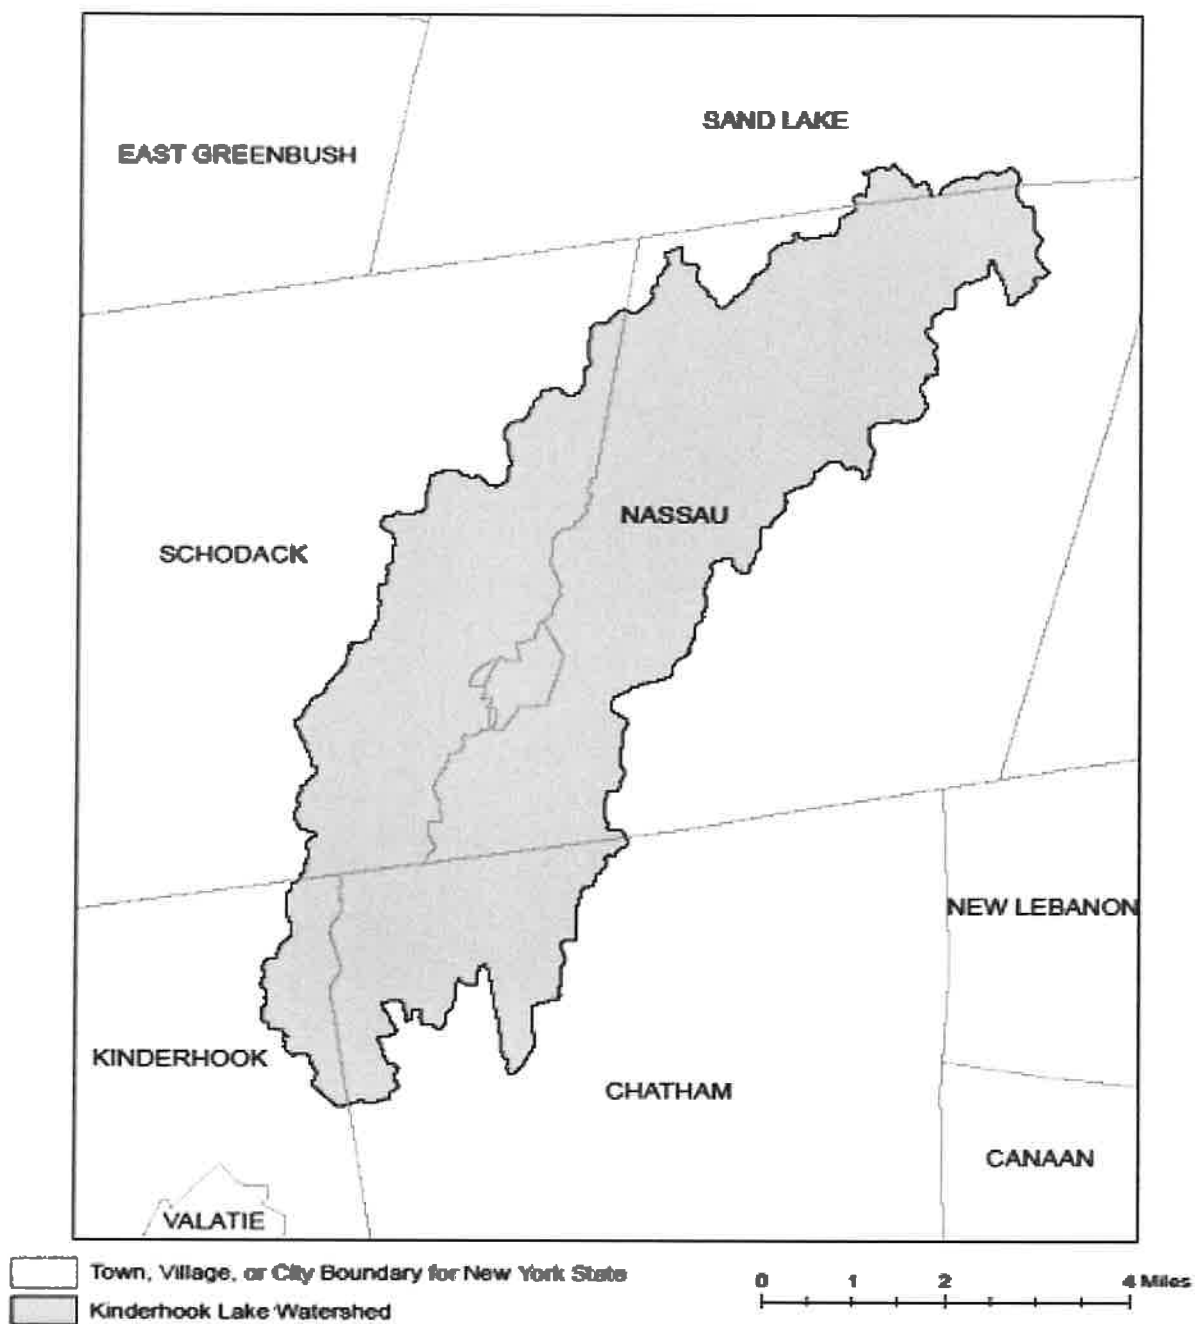 SAND LAKE
EAST GREENBUSH
NASSAU
SCHODACK
NEW LEBANON
KINDERHOOK
CHATHAM
CANAAN
VALATIE
Town, Village, or City Boundary for New York State
Kinderhook Lake Watershed
0 1 2 4 Miles